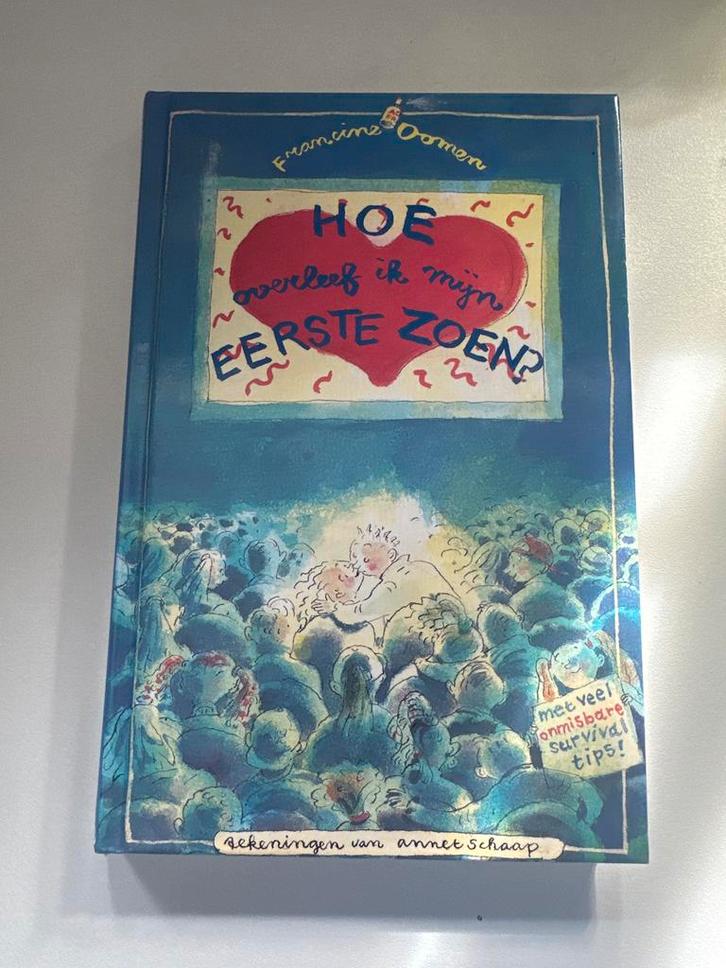 Francine Oomen
HOE
overleef ik mijn
EERSTE ZOEN?
met veel
onmisbare
survival
tips!
tekeningen van annet schaap